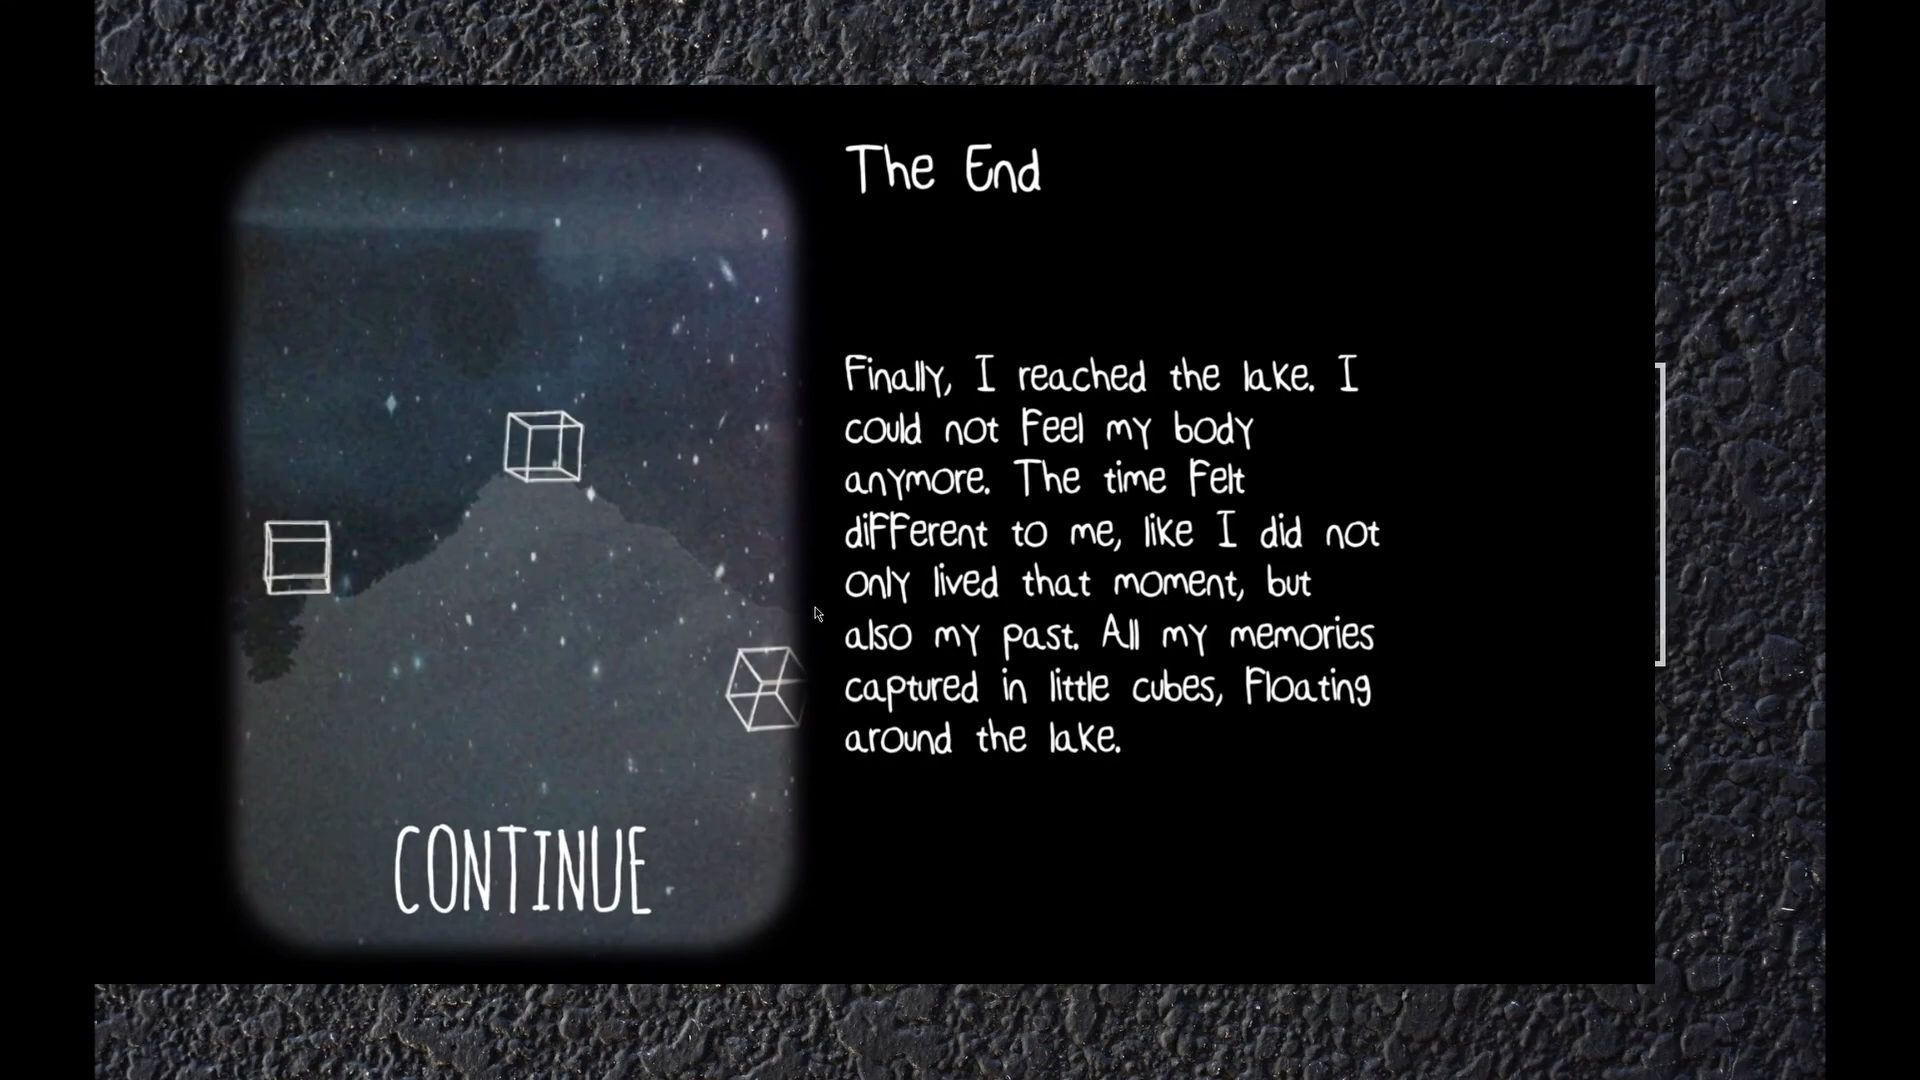 The End
Finally, I reached the lake. I
could not feel my body
anymore. The time felt
different to me, like I did not
only lived that moment, but
also my past. All my memories
captured in little cubes, floating
around the lake.
CONTINUE